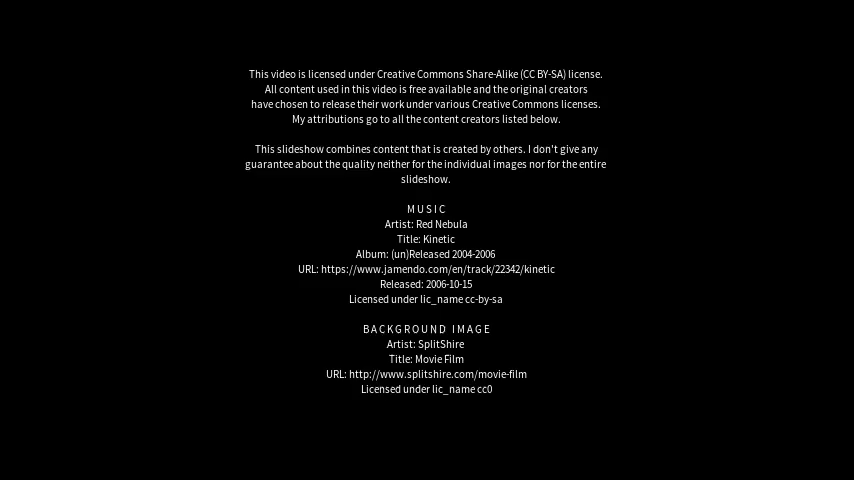 This video is licensed under Creative Commons Share-Alike (CC BY-SA) license.
All content used in this video is free available and the original creators
have chosen to release their work under various Creative Commons licenses.
My attributions go to all the content creators listed below.
This slideshow combines content that is created by others. I don't give any
guarantee about the quality neither for the individual images nor for the entire
slideshow.
MUSIC
Artist: Red Nebula
Title: Kinetic
Album: (un)Released 2004-2006
URL: https://www.jamendo.com/en/track/22342/kinetic
Released: 2006-10-15
Licensed under lic_name cc-by-sa
BACKGROUND IMAGE
Artist: SplitShire
Title: Movie Film
URL: http://www.splitshire.com/movie-film
Licensed under lic_name cc0